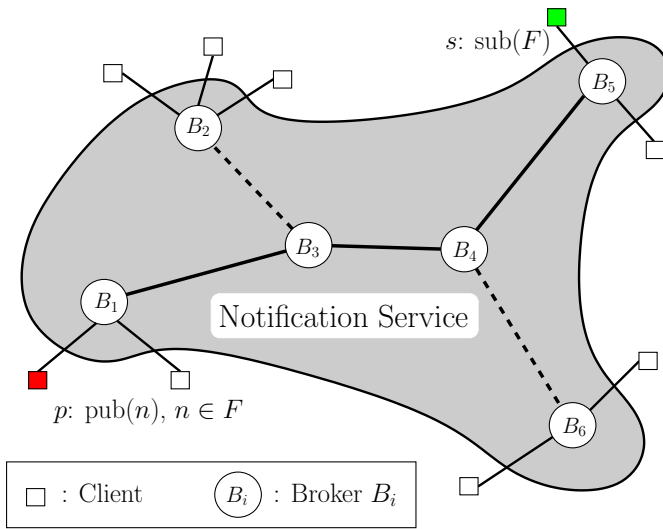 s: sub(F)
B₅
B₂
B₃
B₄
B₁
Notification Service
p: pub(n), n ∈ F
B₆
: Client
Bᵢ : Broker Bᵢ